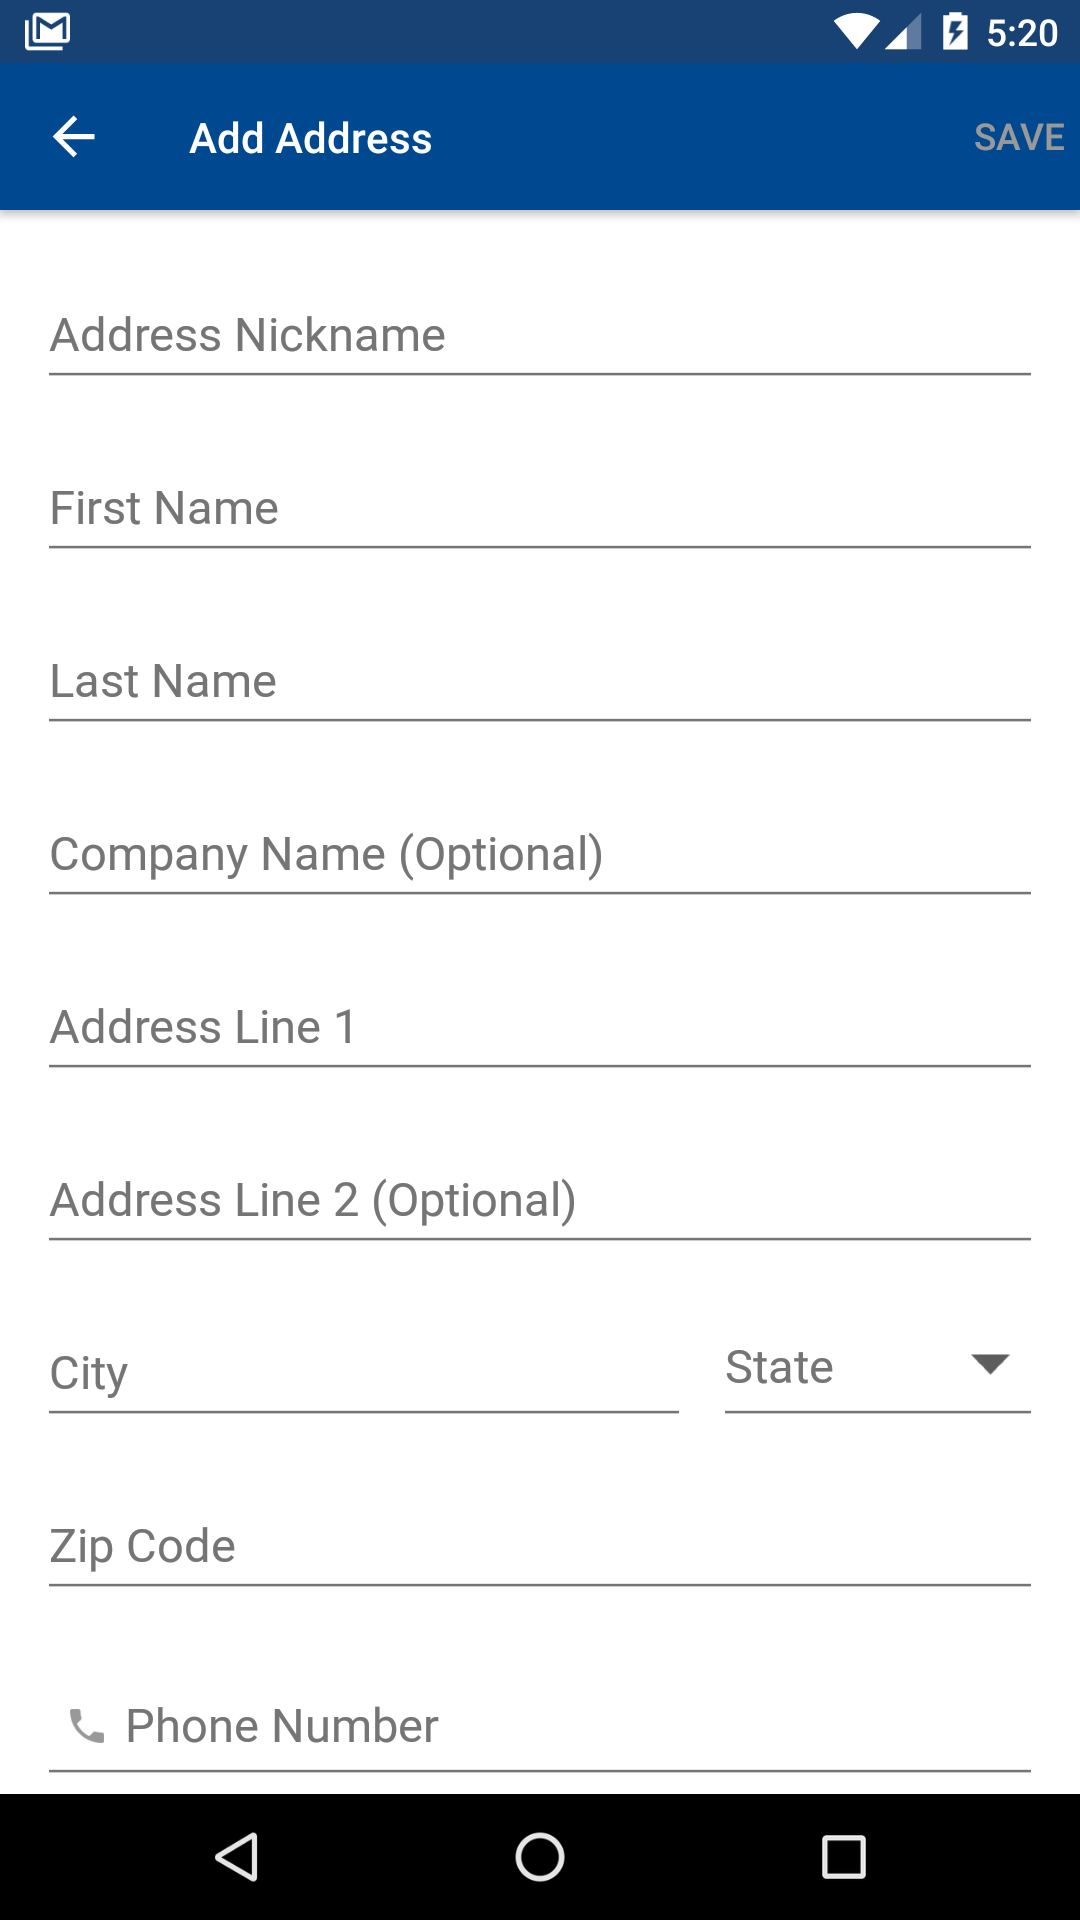 5:20
Add Address
SAVE
Address Nickname
First Name
Last Name
Company Name (Optional)
Address Line 1
Address Line 2 (Optional)
City
State
Zip Code
Phone Number